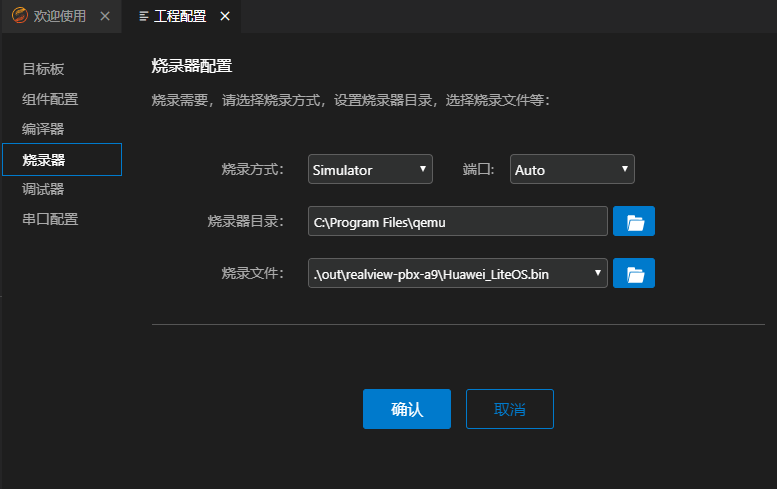 欢迎使用 工程配置
目标板
组件配置
编译器
烧录器
调试器
串口配置
烧录器配置
烧录需要，请选择烧录方式，设置烧录器目录，选择烧录文件等：
烧录方式： Simulator 端口: Auto
烧录器目录： C:\Program Files\qemu
烧录文件： .\out\realview-pbx-a9\Huawei_LiteOS.bin
确认 取消